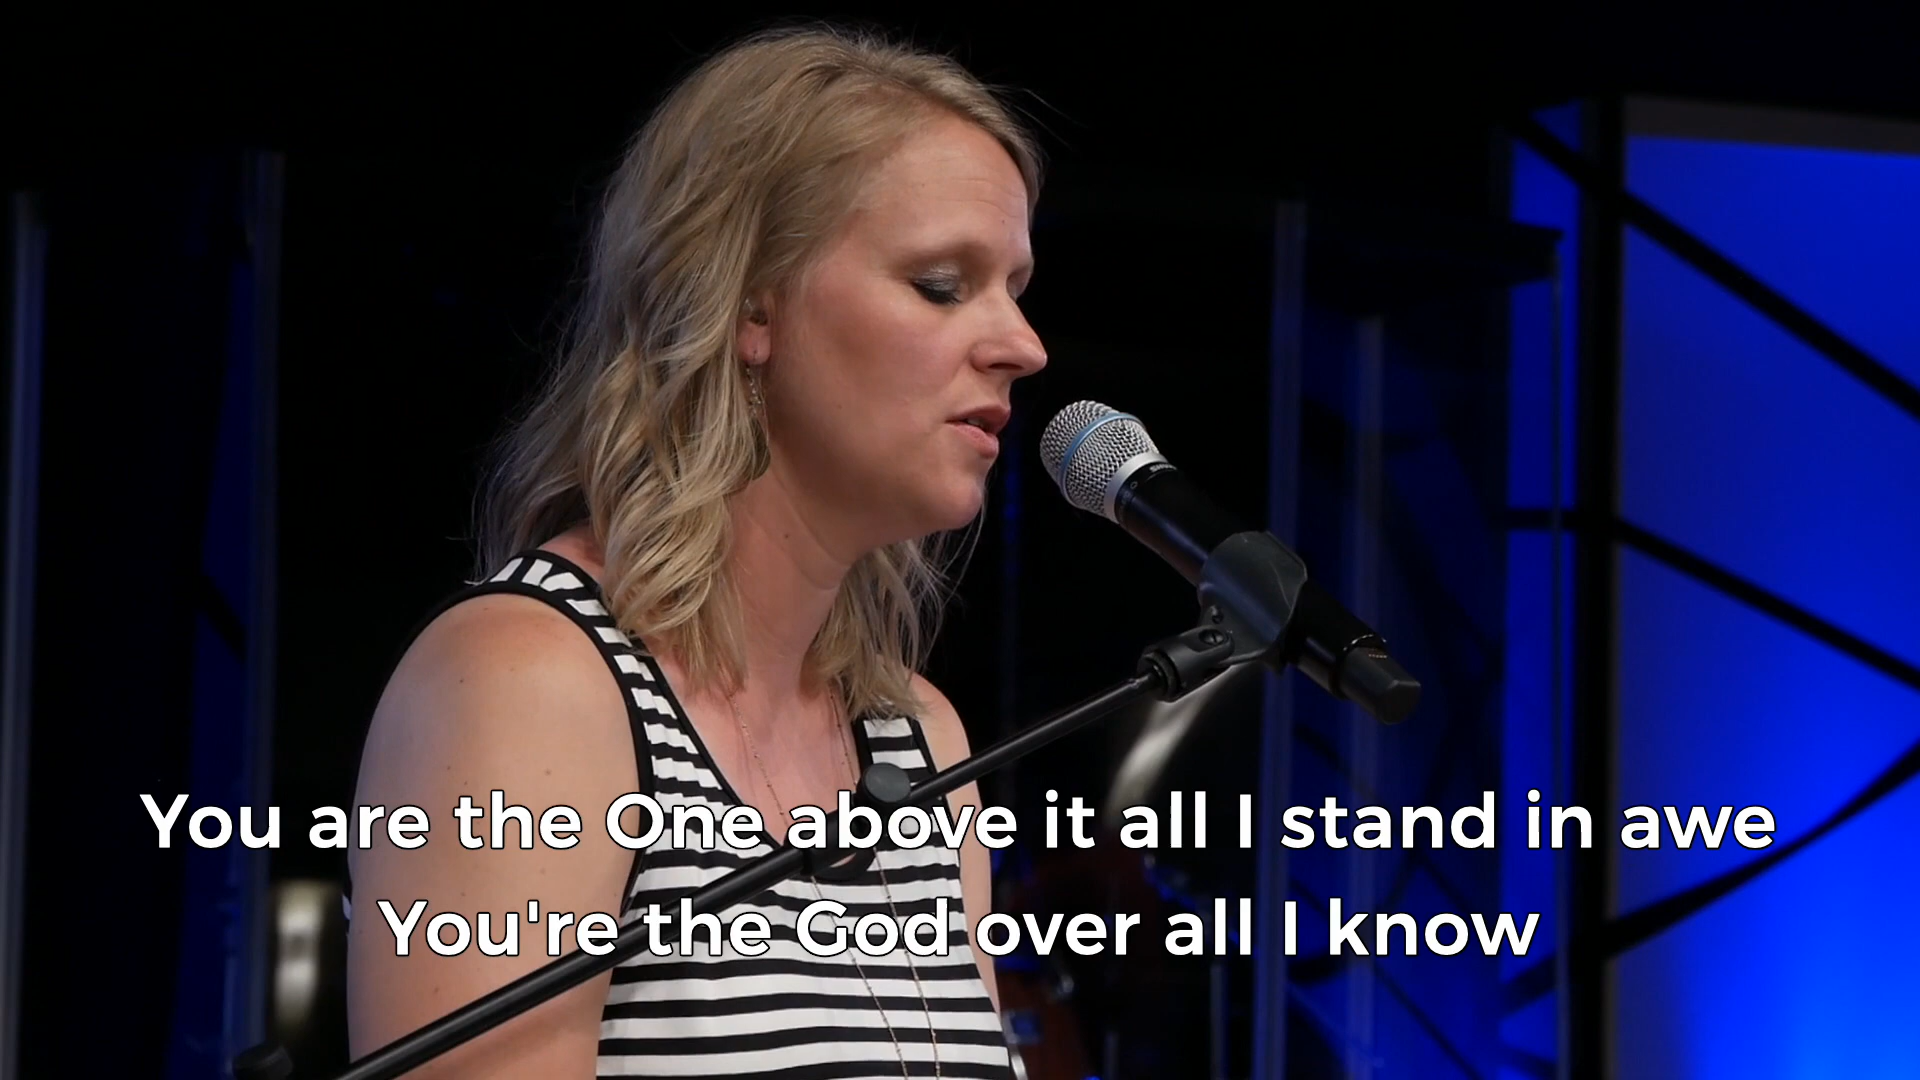 You are the One above it all I stand in awe
You're the God over all I know